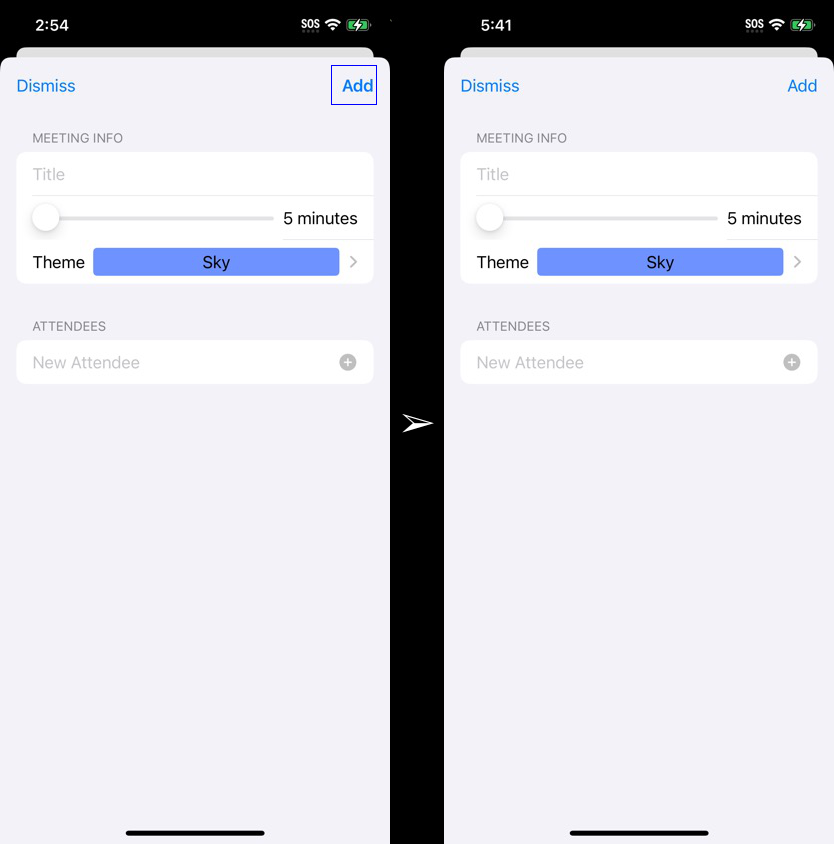 2:54 SOS
Dismiss Add
MEETING INFO
Title
5 minutes
Theme Sky
ATTENDEES
New Attendee
5:41 SOS
Dismiss Add
MEETING INFO
Title
5 minutes
Theme Sky
ATTENDEES
New Attendee